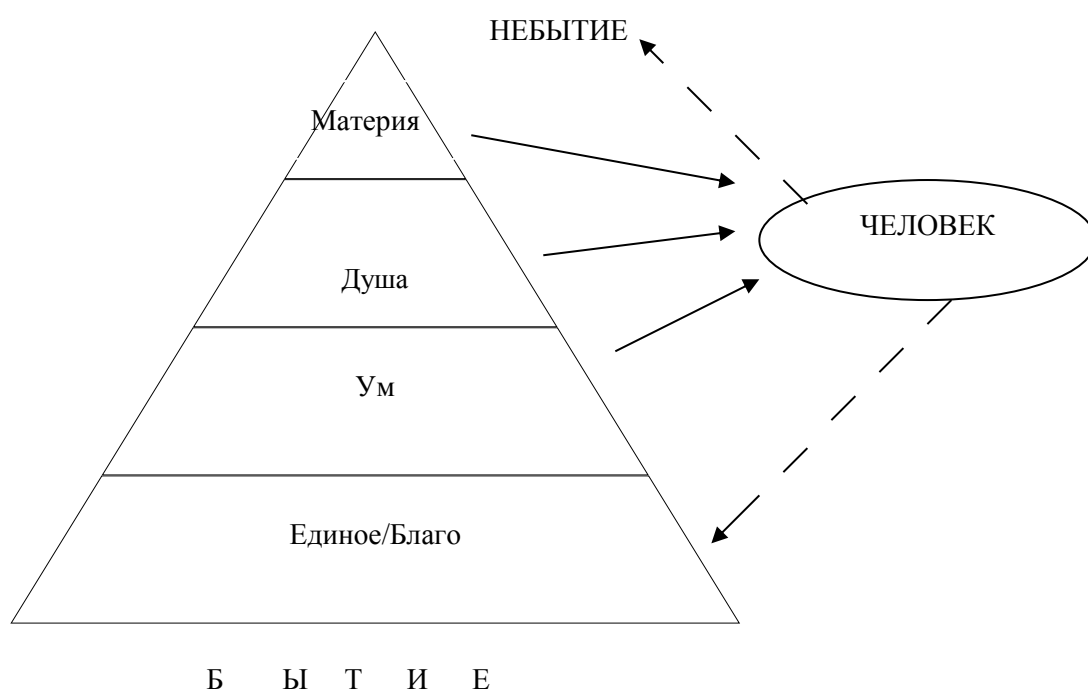 НЕБЫТИЕ
Материя
ЧЕЛОВЕК
Душа
Ум
Единое/Благо
Б Ы Т И Е